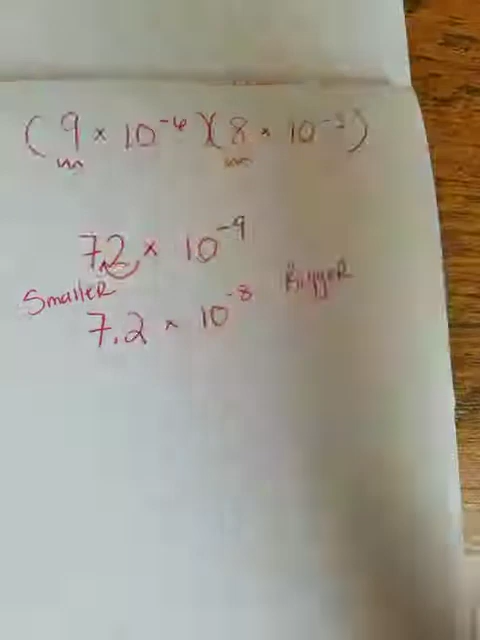 (9 × 10⁻⁶)(8 × 10⁻³)
72 × 10⁻⁹
Smaller 7.2 × 10⁻⁸ Bigger